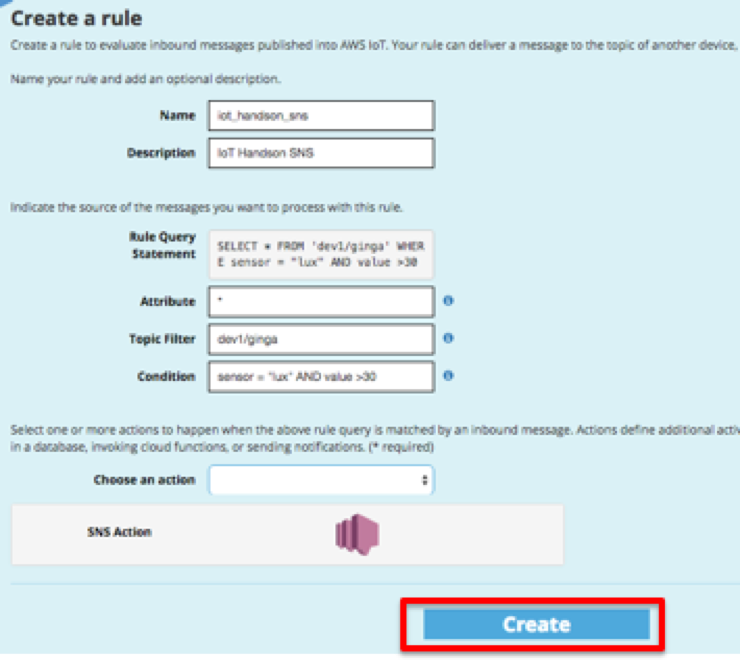 Create a rule
Create a rule to evaluate inbound messages published into AWS IoT. Your rule can deliver a message to the topic of another device,
Name your rule and add an optional description.
Name
iot_handson_sns
Description
IoT Handson SNS
Indicate the source of the messages you want to process with this rule.
Rule Query
Statement
SELECT * FROM 'dev1/ginga' WHER
E sensor = "lux" AND value >30
Attribute
*
Topic Filter
dev1/ginga
Condition
sensor = "lux" AND value >30
Select one or more actions to happen when the above rule query is matched by an inbound message. Actions define additional activ
in a database, invoking cloud functions, or sending notifications. (* required)
Choose an action
SNS Action
Create